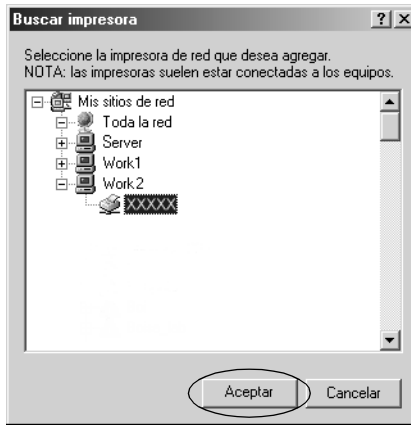 Buscar impresora
Seleccione la impresora de red que desea agregar.
NOTA: las impresoras suelen estar conectadas a los equipos.
Mis sitios de red
Toda la red
Server
Work1
Work2
XXXXX
Aceptar
Cancelar